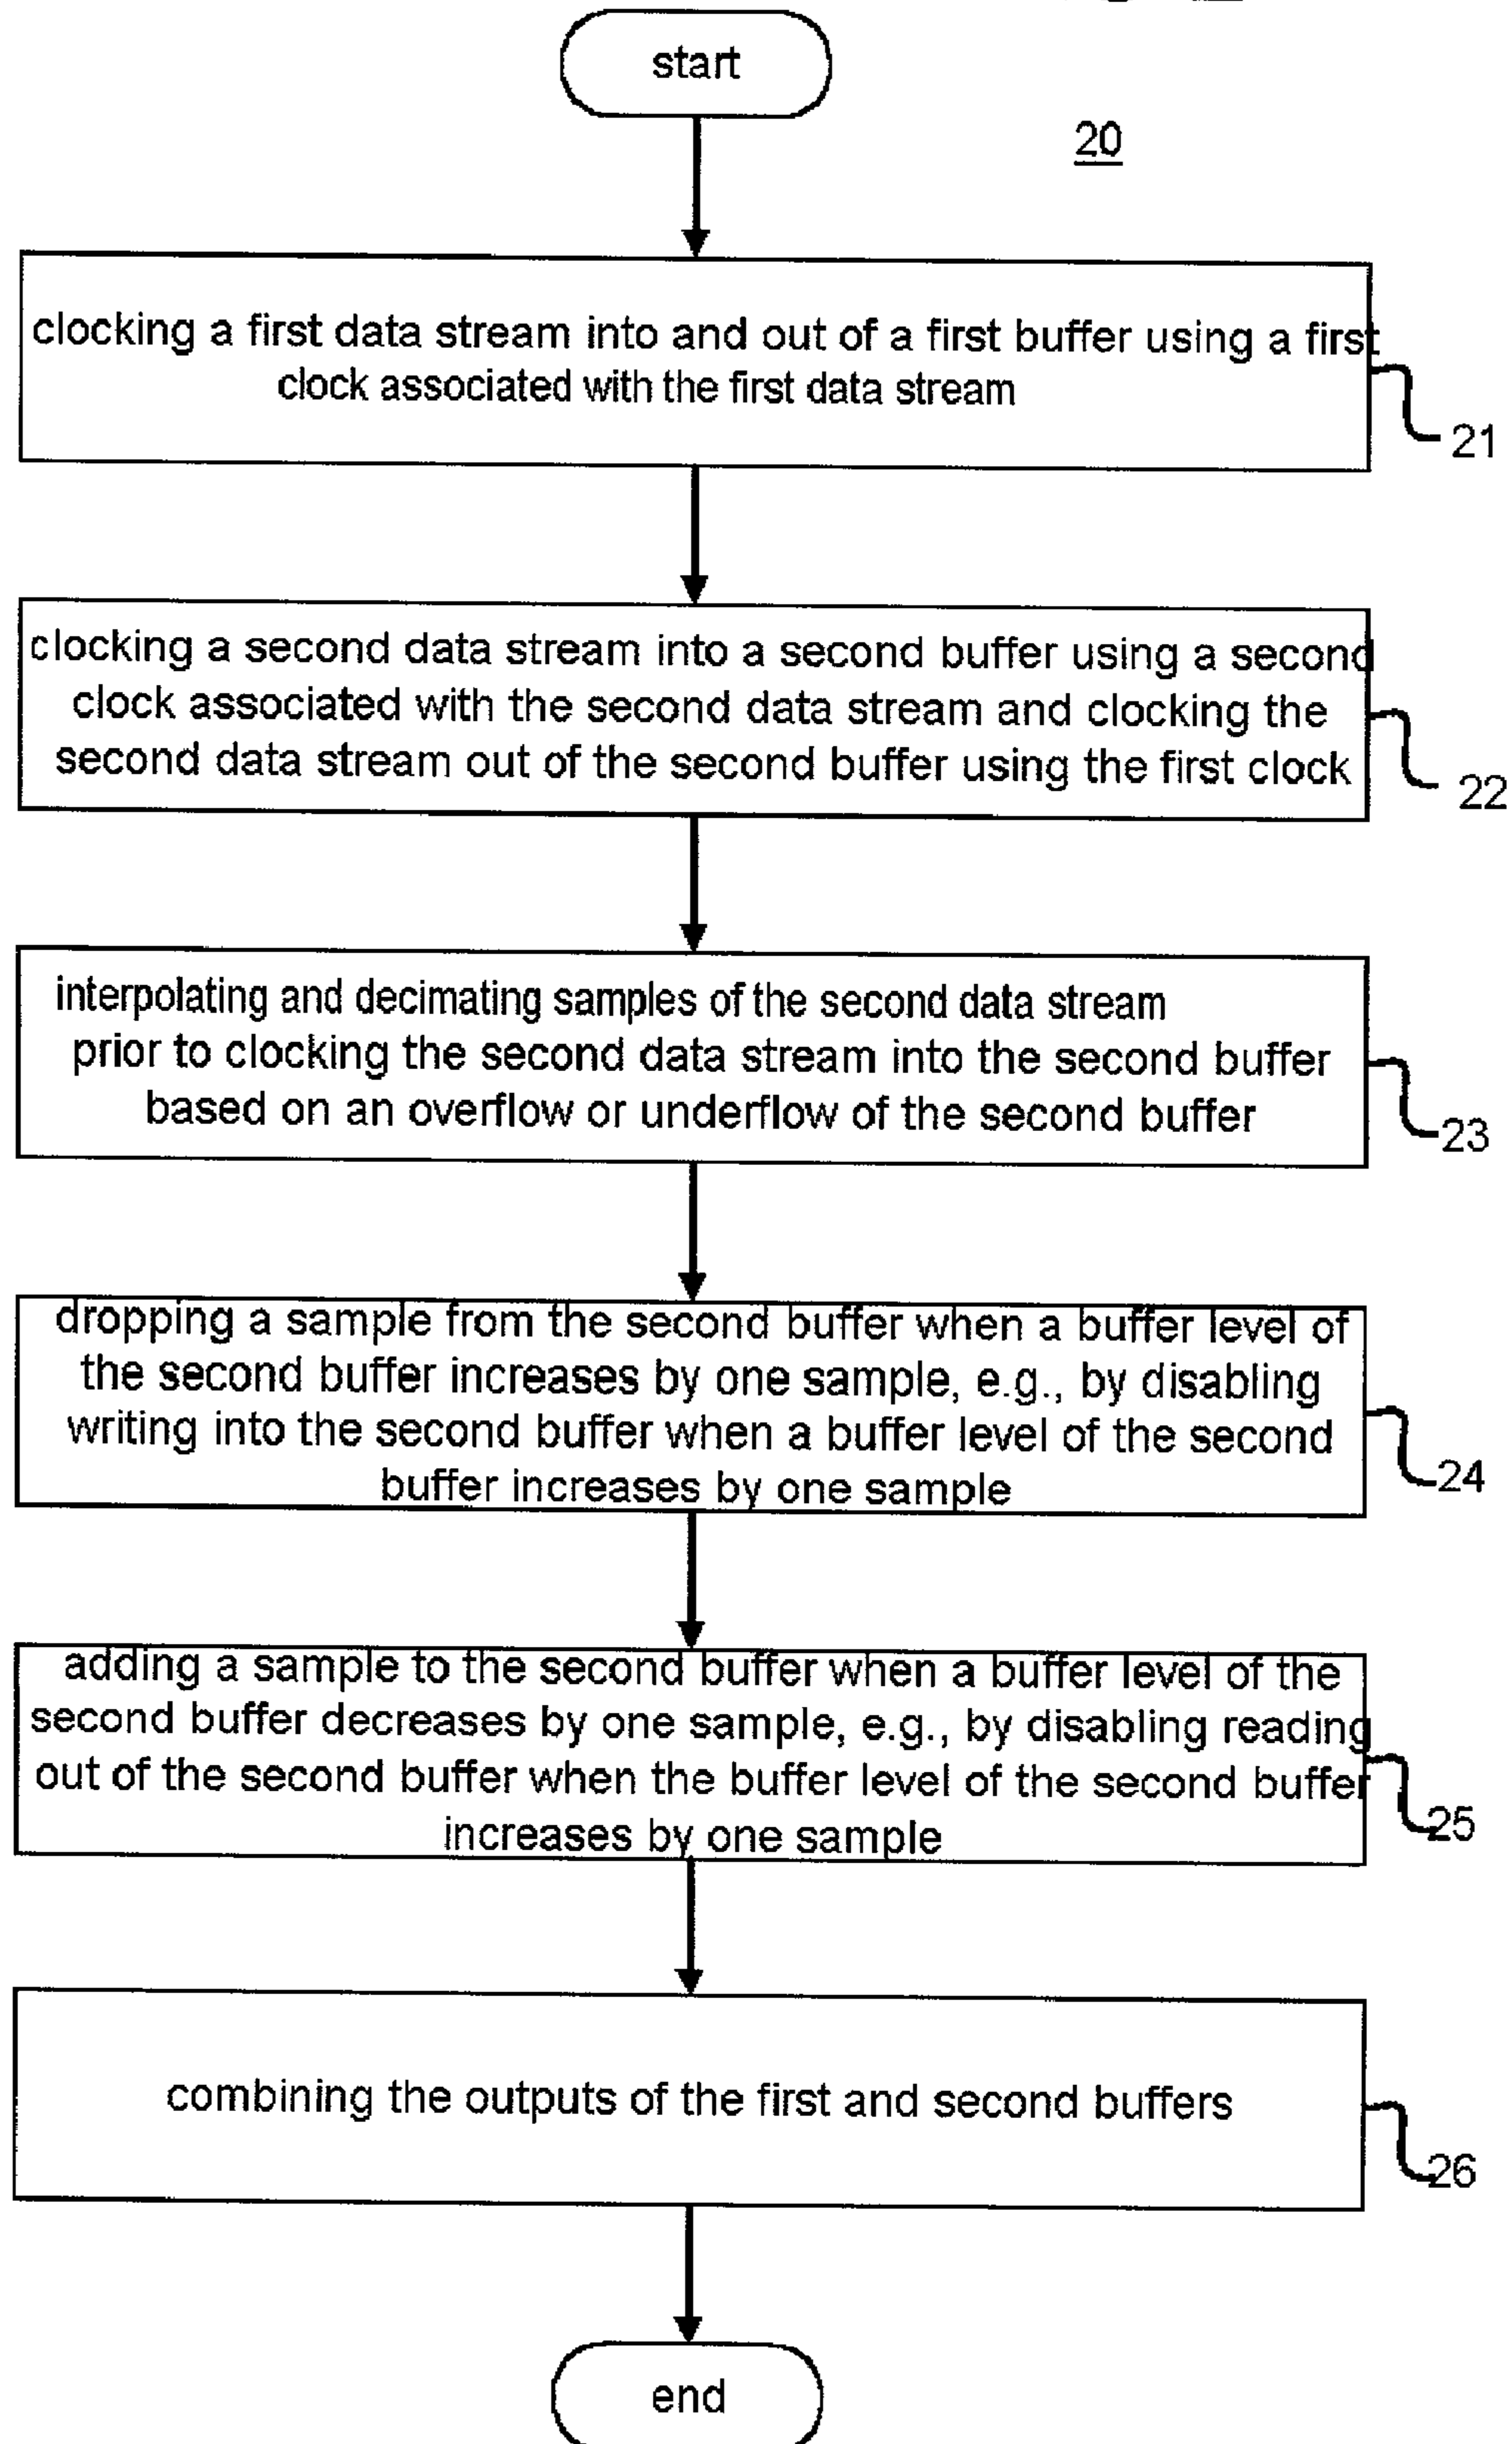 start
20
clocking a first data stream into and out of a first buffer using a first
clock associated with the first data stream
21
clocking a second data stream into a second buffer using a second
clock associated with the second data stream and clocking the
second data stream out of the second buffer using the first clock
22
interpolating and decimating samples of the second data stream
prior to clocking the second data stream into the second buffer
based on an overflow or underflow of the second buffer
23
dropping a sample from the second buffer when a buffer level of
the second buffer increases by one sample, e.g., by disabling
writing into the second buffer when a buffer level of the second
buffer increases by one sample
24
adding a sample to the second buffer when a buffer level of the
second buffer decreases by one sample, e.g., by disabling reading
out of the second buffer when the buffer level of the second buffer
increases by one sample
25
combining the outputs of the first and second buffers
26
end